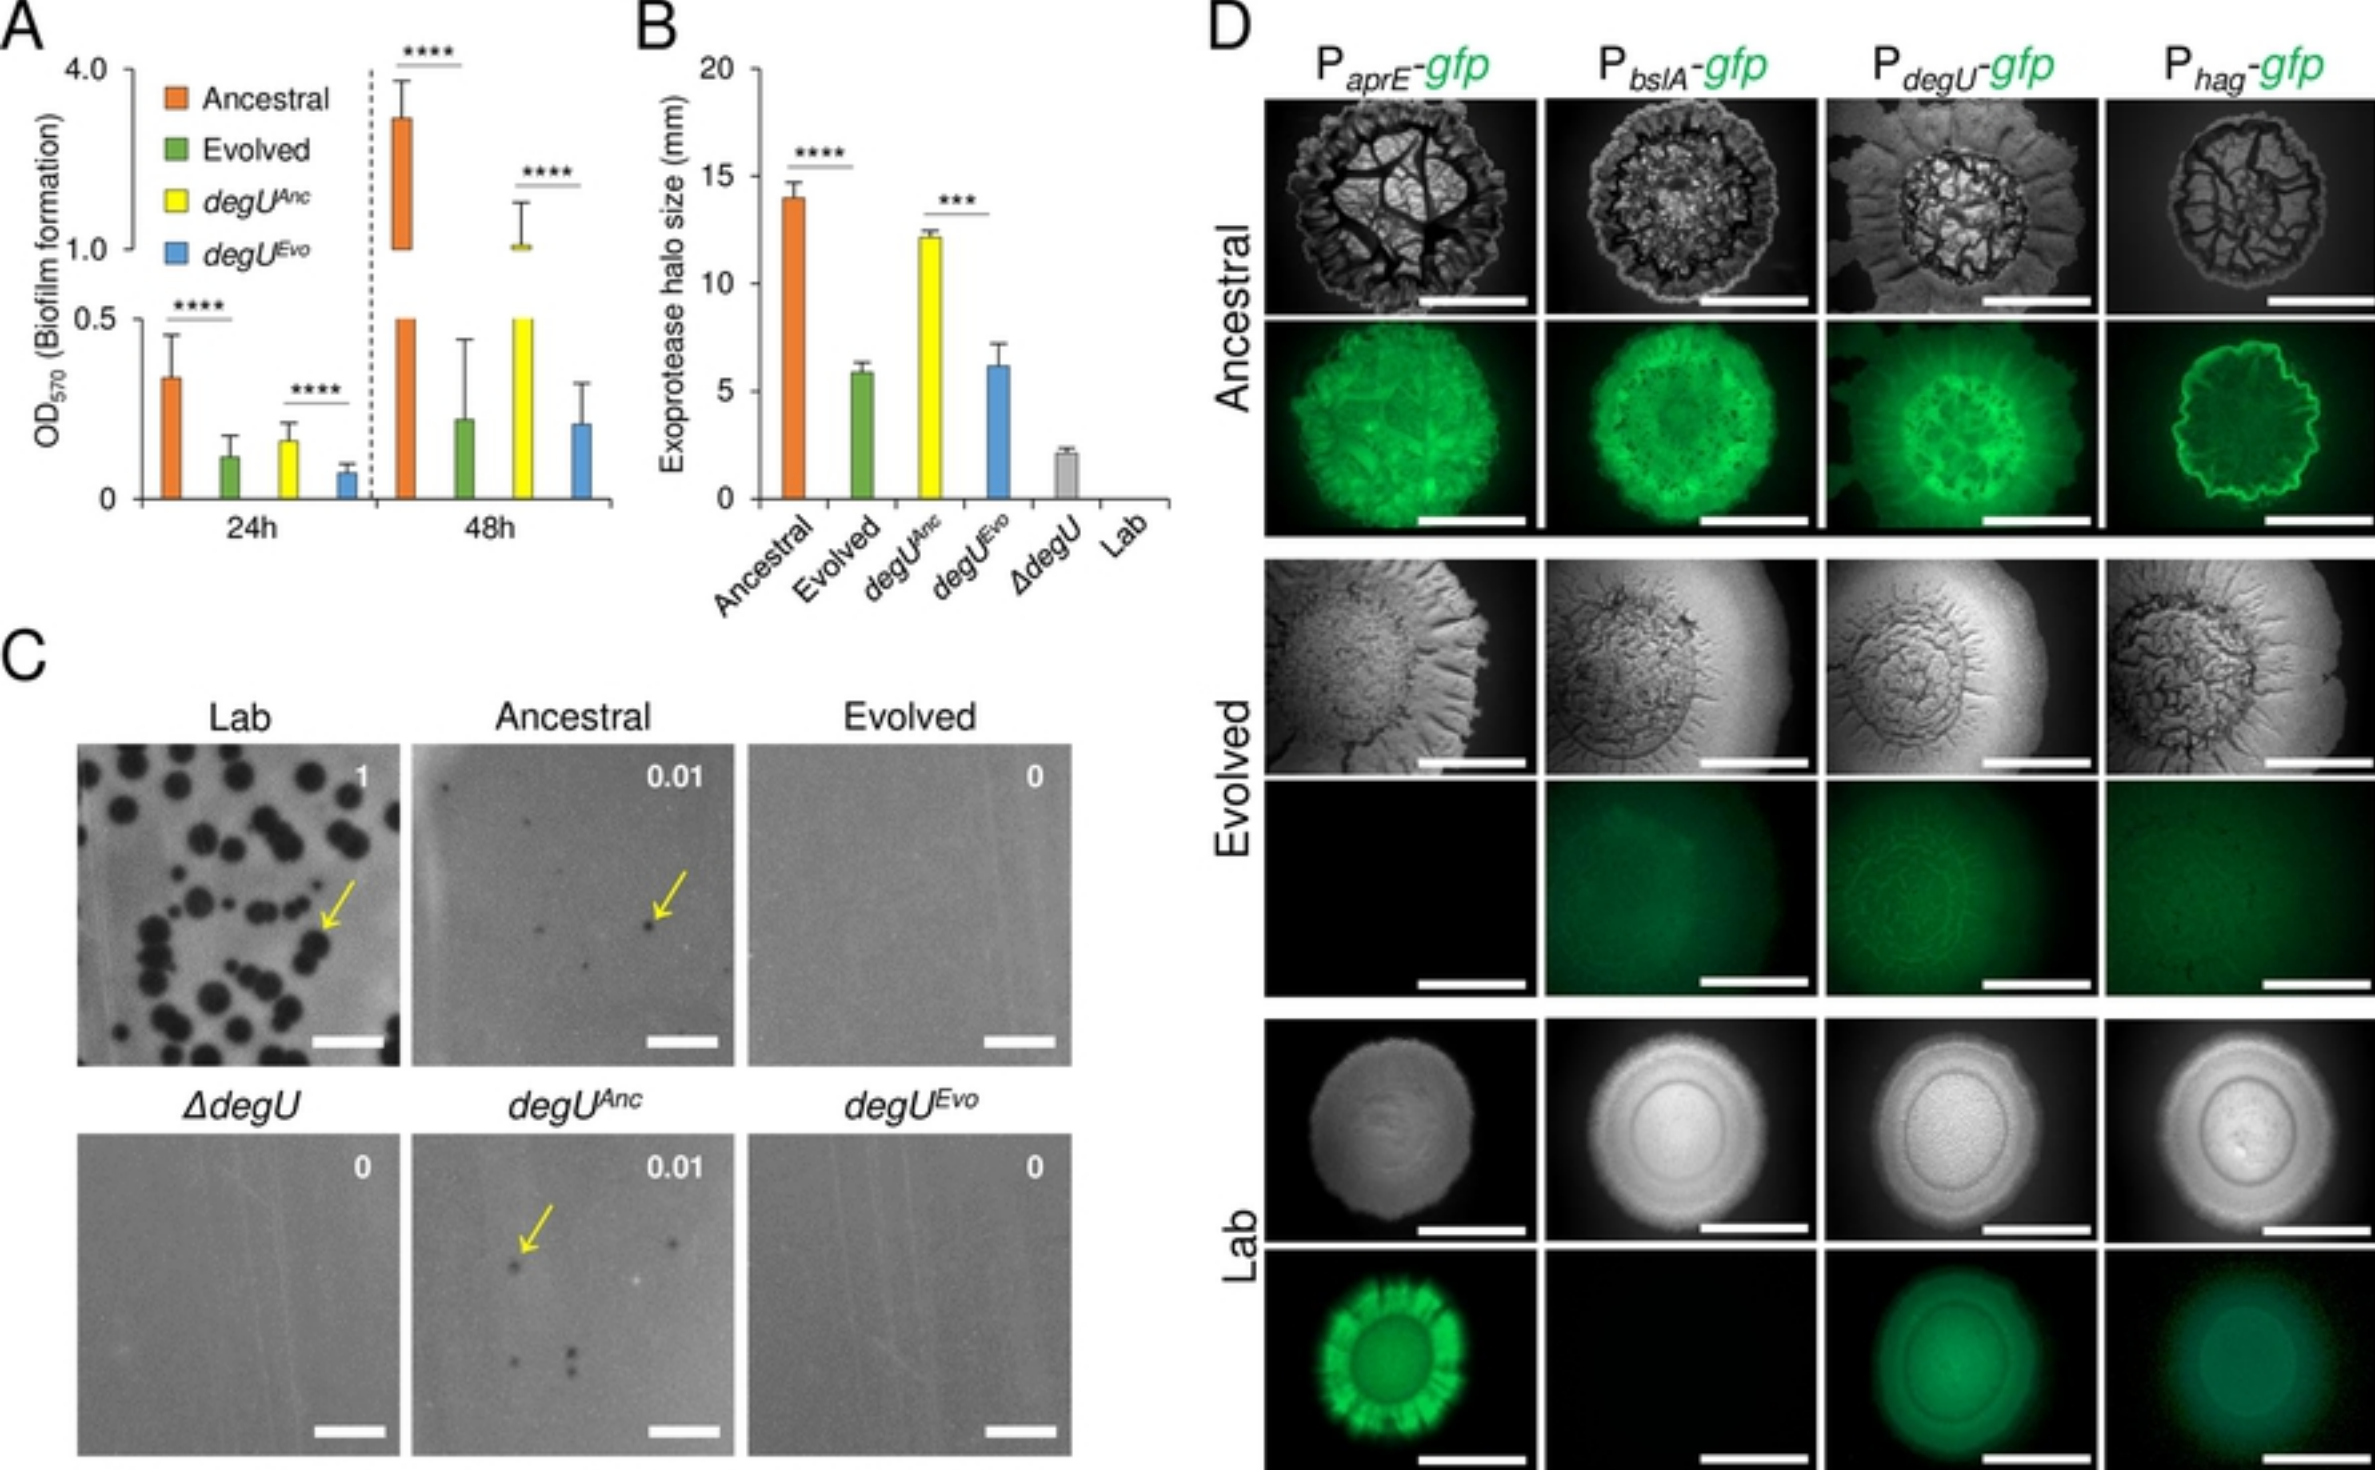 A
4.0
1.0
0.5
0
OD570 (Biofilm formation)
Ancestral
Evolved
degU^Anc
degU^Evo
****
****
****
****
24h
48h
B
20
15
10
5
0
Exoprotease halo size (mm)
****
***
Ancestral
Evolved
degU^Anc
degU^Evo
ΔdegU
Lab
C
Lab
Ancestral
Evolved
1
0.01
0
ΔdegU
degU^Anc
degU^Evo
0
0.01
0
D
PaprE-gfp
PbslA-gfp
PdegU-gfp
Phag-gfp
Ancestral
Evolved
Lab